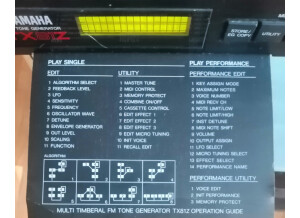 YAMAHA
TONE GENERATOR
TX81Z
STORE/
EQ COPY
UTILITY
PLAY SINGLE
EDIT
1 ALGORITHM SELECT
2 FEEDBACK LEVEL
3 LFO
4 SENSITIVITY
5 FREQUENCY
6 OSCILLATOR WAVE
7 DETUNE
8 ENVELOPE GENERATOR
9 OUT LEVEL
10 SCALING
11 FUNCTION
UTILITY
1 MASTER TUNE
2 MIDI CONTROL
3 MEMORY PROTECT
4 COMBINE ON/OFF
5 CASSETTE CONTROL
6 EDIT EFFECT 1
7 EDIT EFFECT 2
8 EDIT EFFECT 3
9 EDIT MICRO TUNING
10 INIT VOICE
11 RECALL EDIT
PLAY PERFORMANCE
PERFORMANCE EDIT
1 KEY ASSIGN MODE
2 MAX NOTES
3 VOICE NUMBER
4 MIDI RECV CH
5 NOTE LIMIT/LOW
6 NOTE LIMIT/HIGH
7 INST DETUNE
8 MIDI NOTE SHIFT
9 VOLUME
10 OUTPUT ASSIGN
11 LFO SELECT
12 MICRO TUNING SELECT
13 EFFECT SELECT
14 PERFORMANCE NAME
PERFORMANCE UTILITY
1 VOICE EDIT
2 INIT PERFORMANCE
3 MEMORY PROTECT
ALGORITHM
MULTI TIMBERAL FM TONE GENERATOR TX81Z OPERATION GUIDE